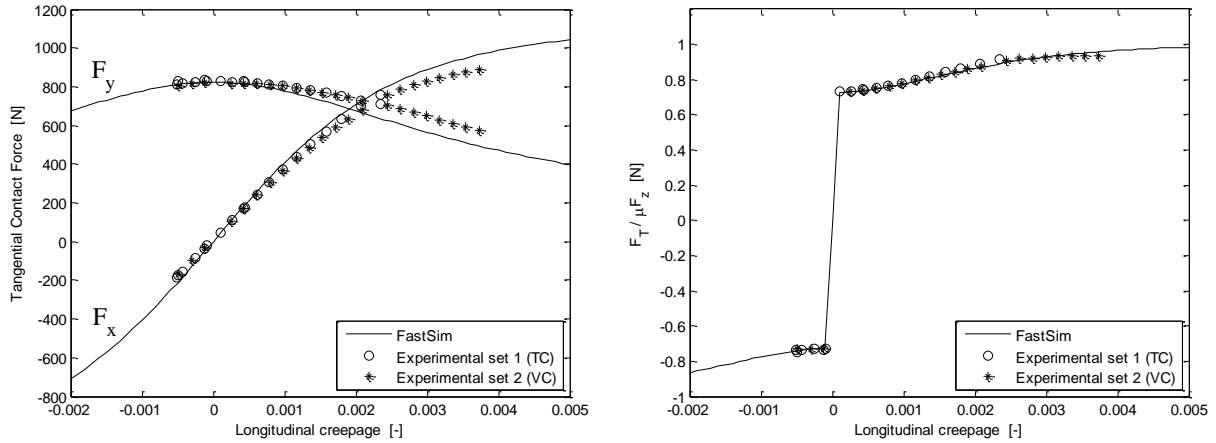 1200
1000
800
600
400
200
0
-200
-400
-600
-800
Tangential Contact Force [N]
F_y
F_x
FastSim
Experimental set 1 (TC)
Experimental set 2 (VC)
-0.002 -0.001 0 0.001 0.002 0.003 0.004 0.005
Longitudinal creepage [-]
1
0.8
0.6
0.4
0.2
0
-0.2
-0.4
-0.6
-0.8
-1
F_T / μF_z [N]
FastSim
Experimental set 1 (TC)
Experimental set 2 (VC)
-0.002 -0.001 0 0.001 0.002 0.003 0.004 0.005
Longitudinal creepage [-]